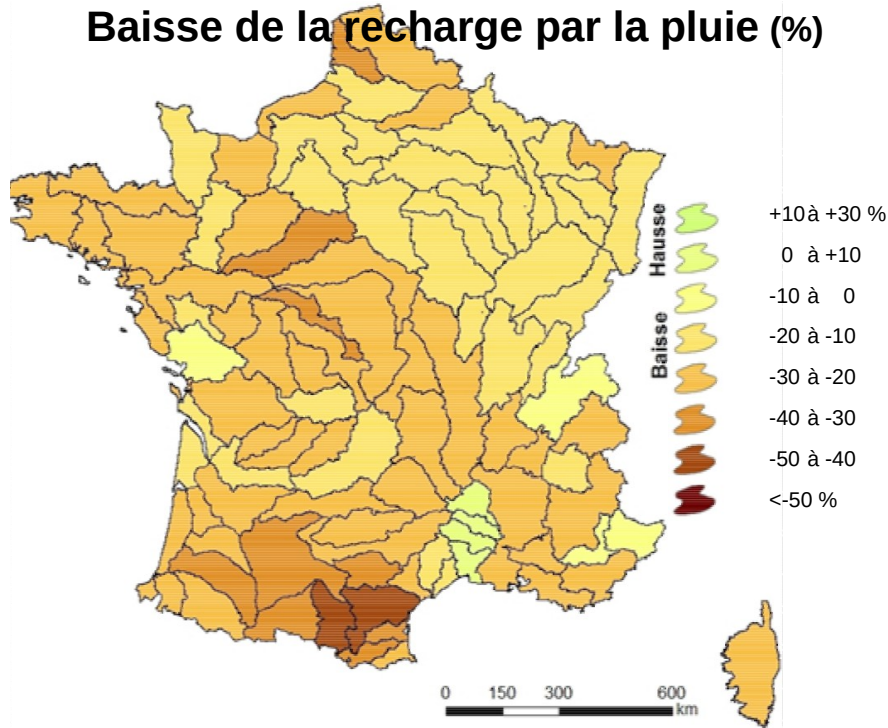 Baisse de la recharge par la pluie (%)
Hausse
Baisse
+10 à +30 %
0 à +10
-10 à 0
-20 à -10
-30 à -20
-40 à -30
-50 à -40
<-50 %
0 150 300 600
km